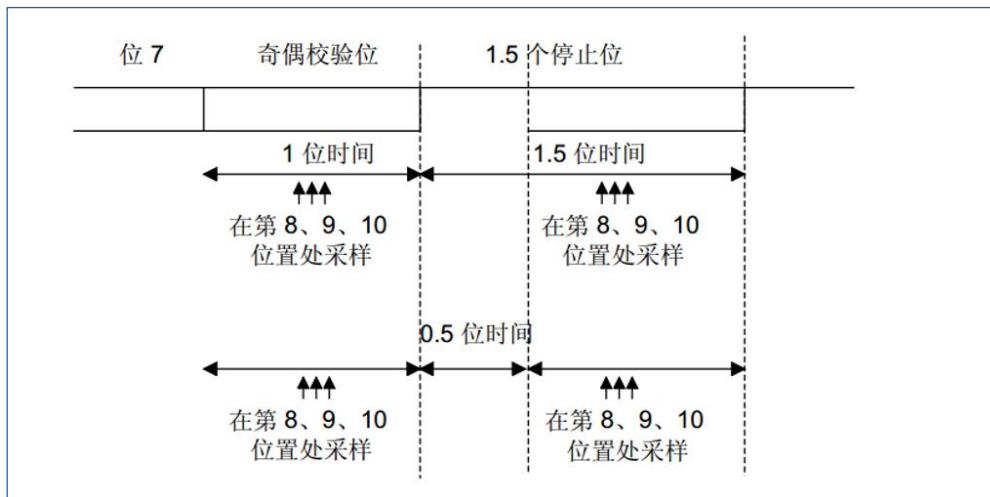 位 7 奇偶校验位 1.5 个停止位
1 位时间 1.5 位时间
在第 8、9、10 在第 8、9、10
位置处采样 位置处采样
0.5 位时间
在第 8、9、10 在第 8、9、10
位置处采样 位置处采样